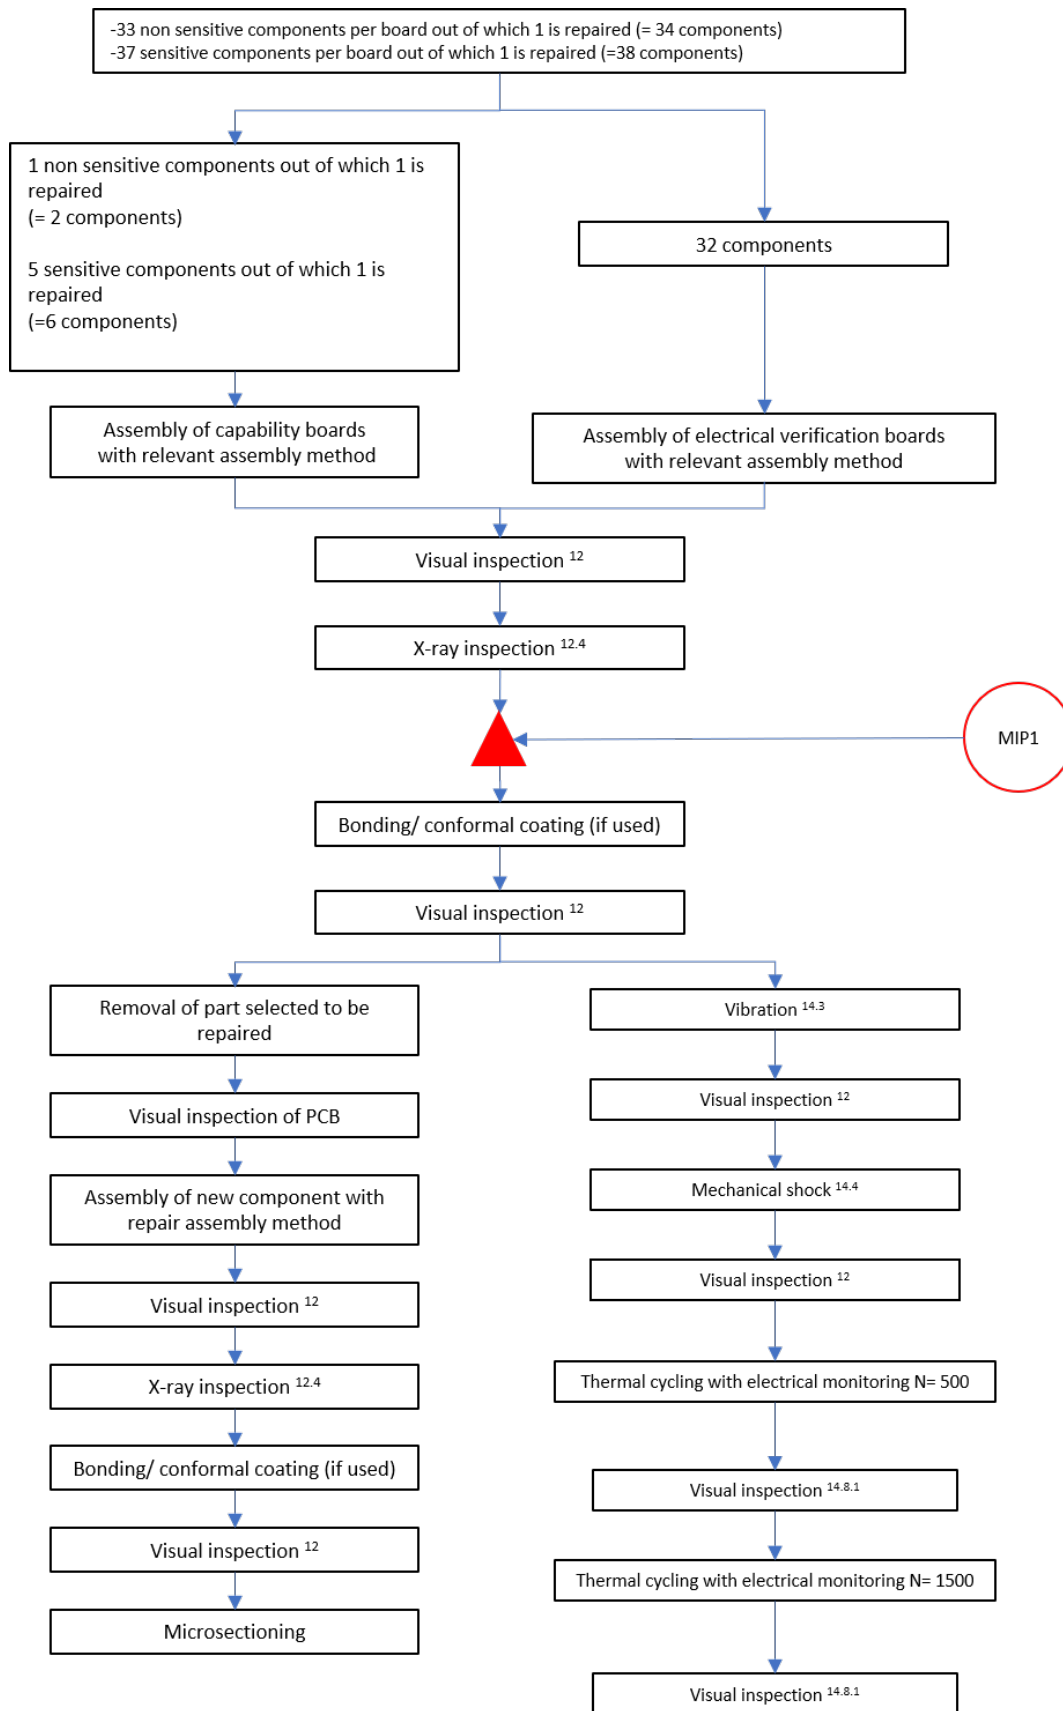 -33 non sensitive components per board out of which 1 is repaired (= 34 components)
-37 sensitive components per board out of which 1 is repaired (=38 components)
1 non sensitive components out of which 1 is
repaired
(= 2 components)
5 sensitive components out of which 1 is
repaired
(=6 components)
32 components
Assembly of capability boards
with relevant assembly method
Assembly of electrical verification boards
with relevant assembly method
Visual inspection 12
X-ray inspection 12.4
MIP1
Bonding/ conformal coating (if used)
Visual inspection 12
Removal of part selected to be
repaired
Visual inspection of PCB
Assembly of new component with
repair assembly method
Visual inspection 12
X-ray inspection 12.4
Bonding/ conformal coating (if used)
Visual inspection 12
Microsectioning
Vibration 14.3
Visual inspection 12
Mechanical shock 14.4
Visual inspection 12
Thermal cycling with electrical monitoring N= 500
Visual inspection 14.8.1
Thermal cycling with electrical monitoring N= 1500
Visual inspection 14.8.1